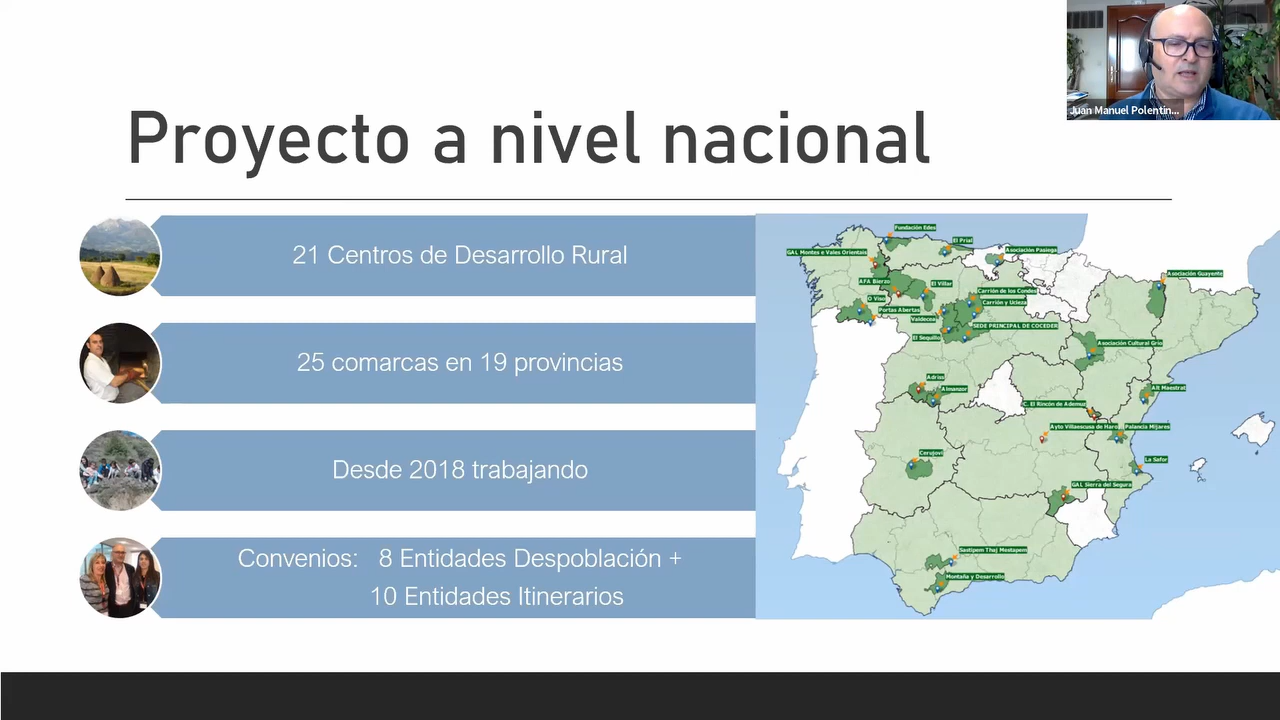 Juan Manuel Polentin...
Proyecto a nivel nacional
21 Centros de Desarrollo Rural
25 comarcas en 19 provincias
Desde 2018 trabajando
Convenios: 8 Entidades Despoblación +
10 Entidades Itinerarios
Fundación Edes
El Prial
Asociación Pasiega
GAL Montes e Vales Orientais
Asociación Guayente
AFA Bierzo
El Villar
Carrión de los Condes
O Viso
Carrión y Ucieza
Portas Abertas
Valdecea
SEDE PRINCIPAL DE COCEDER
El Sequillo
Asociación Cultural Grío
Adriss
Almanzor
Alt Maestrat
C. El Rincón de Ademuz
Ayto Villaescusa de Haro
Palancia Mijares
Cerujovi
La Safor
GAL Sierra del Segura
Sastipem Thaj Mestapem
Montaña y Desarrollo